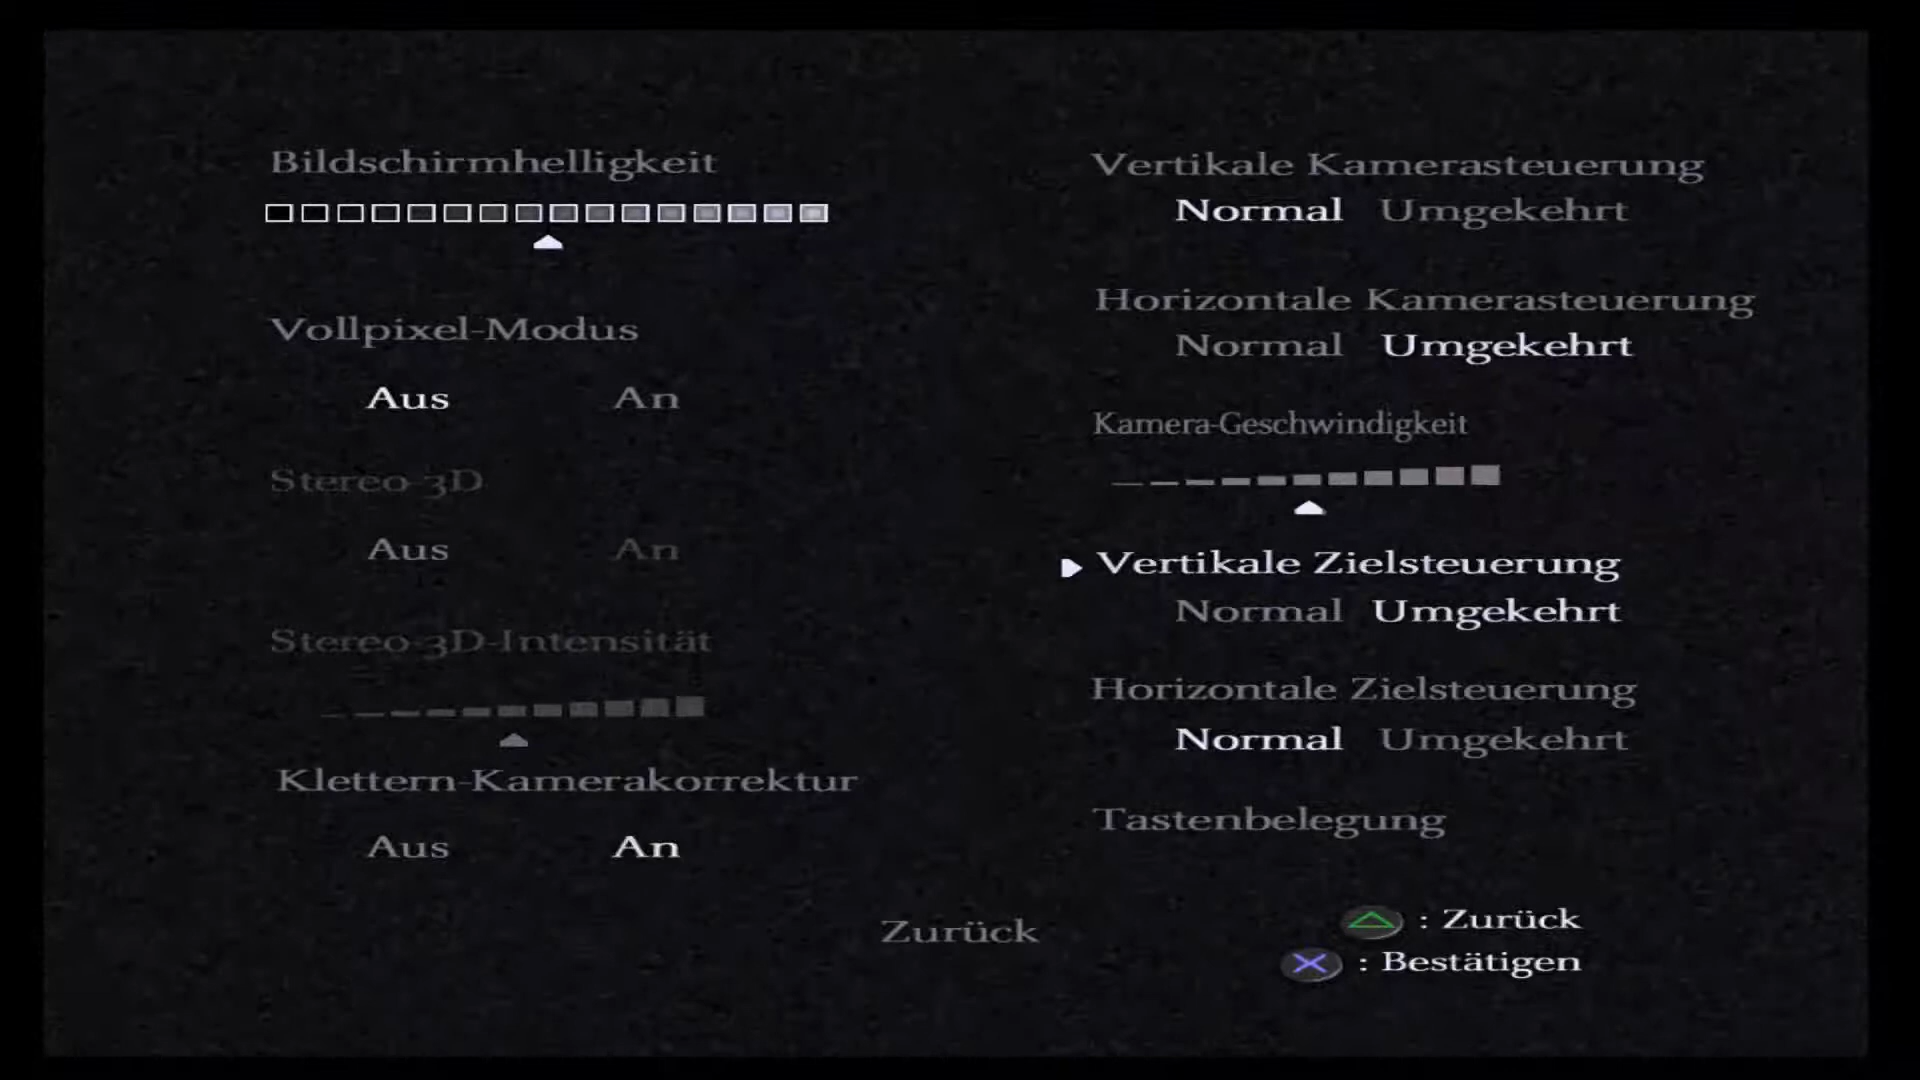 Bildschirmhelligkeit
Vollpixel-Modus
Aus An
Stereo-3D
Aus An
Stereo-3D-Intensität
Klettern-Kamerakorrektur
Aus An
Vertikale Kamerasteuerung
Normal Umgekehrt
Horizontale Kamerasteuerung
Normal Umgekehrt
Kamera-Geschwindigkeit
Vertikale Zielsteuerung
Normal Umgekehrt
Horizontale Zielsteuerung
Normal Umgekehrt
Tastenbelegung
Zurück
: Zurück
: Bestätigen